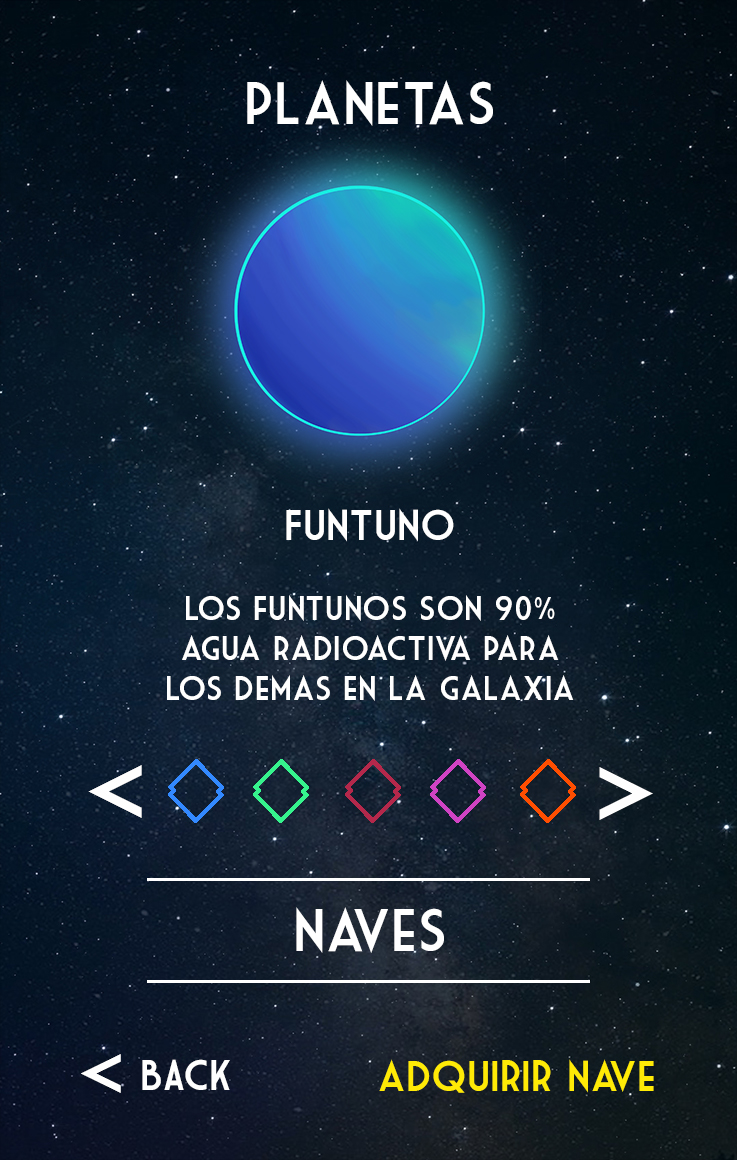 PLANETAS
FUNTUNO
LOS FUNTUNOS SON 90%
AGUA RADIOACTIVA PARA
LOS DEMAS EN LA GALAXIA
NAVES
< BACK
ADQUIRIR NAVE